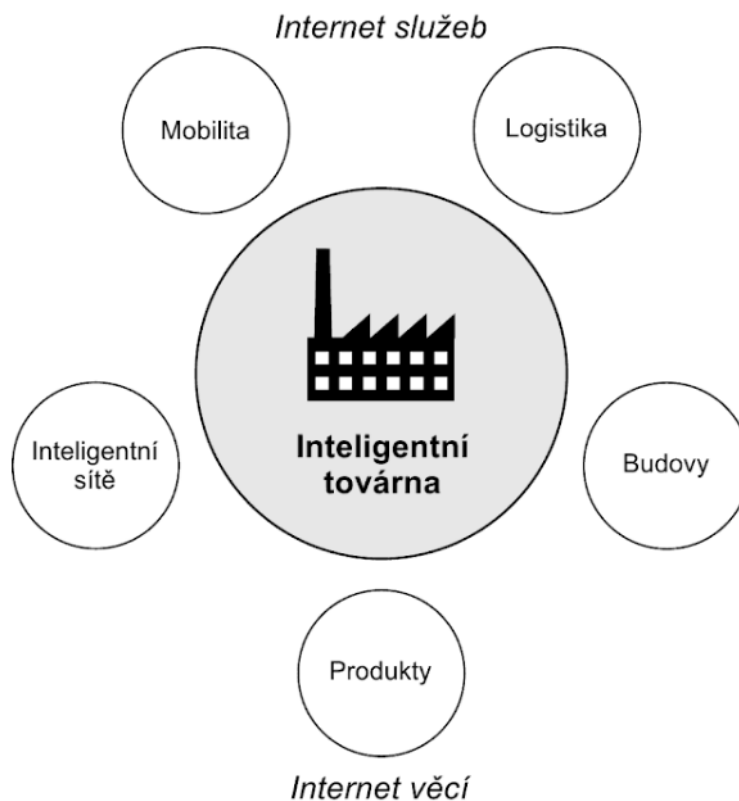 Internet služeb
Mobilita
Logistika
Inteligentní
továrna
Inteligentní
sítě
Budovy
Produkty
Internet věcí